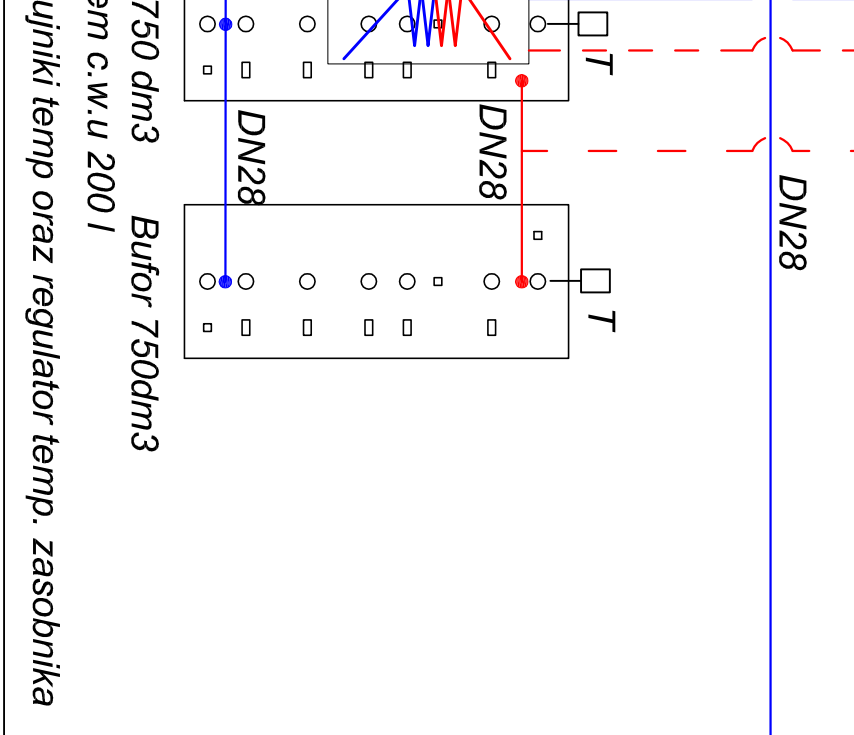 T
DN28
DN28
DN28
T
750 dm3
Bufor 750dm3
em c.w.u 200 l
ujniki temp oraz regulator temp. zasobnika